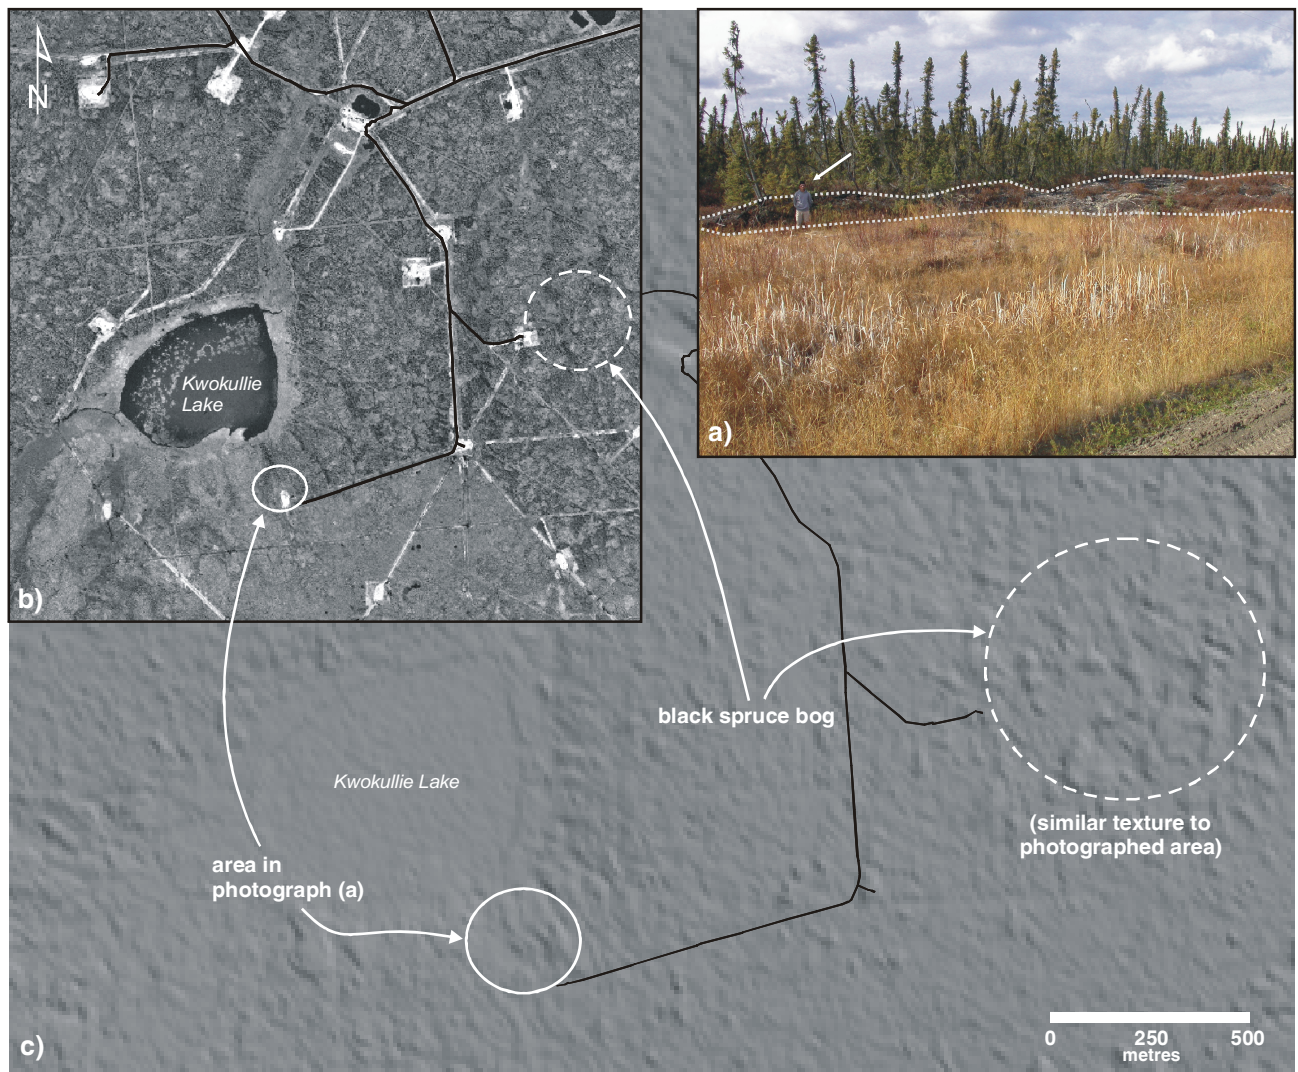 N
Kwokullie
Lake
b)
a)
black spruce bog
Kwokullie Lake
(similar texture to
photographed area)
area in
photograph (a)
c)
0 250 500
metres